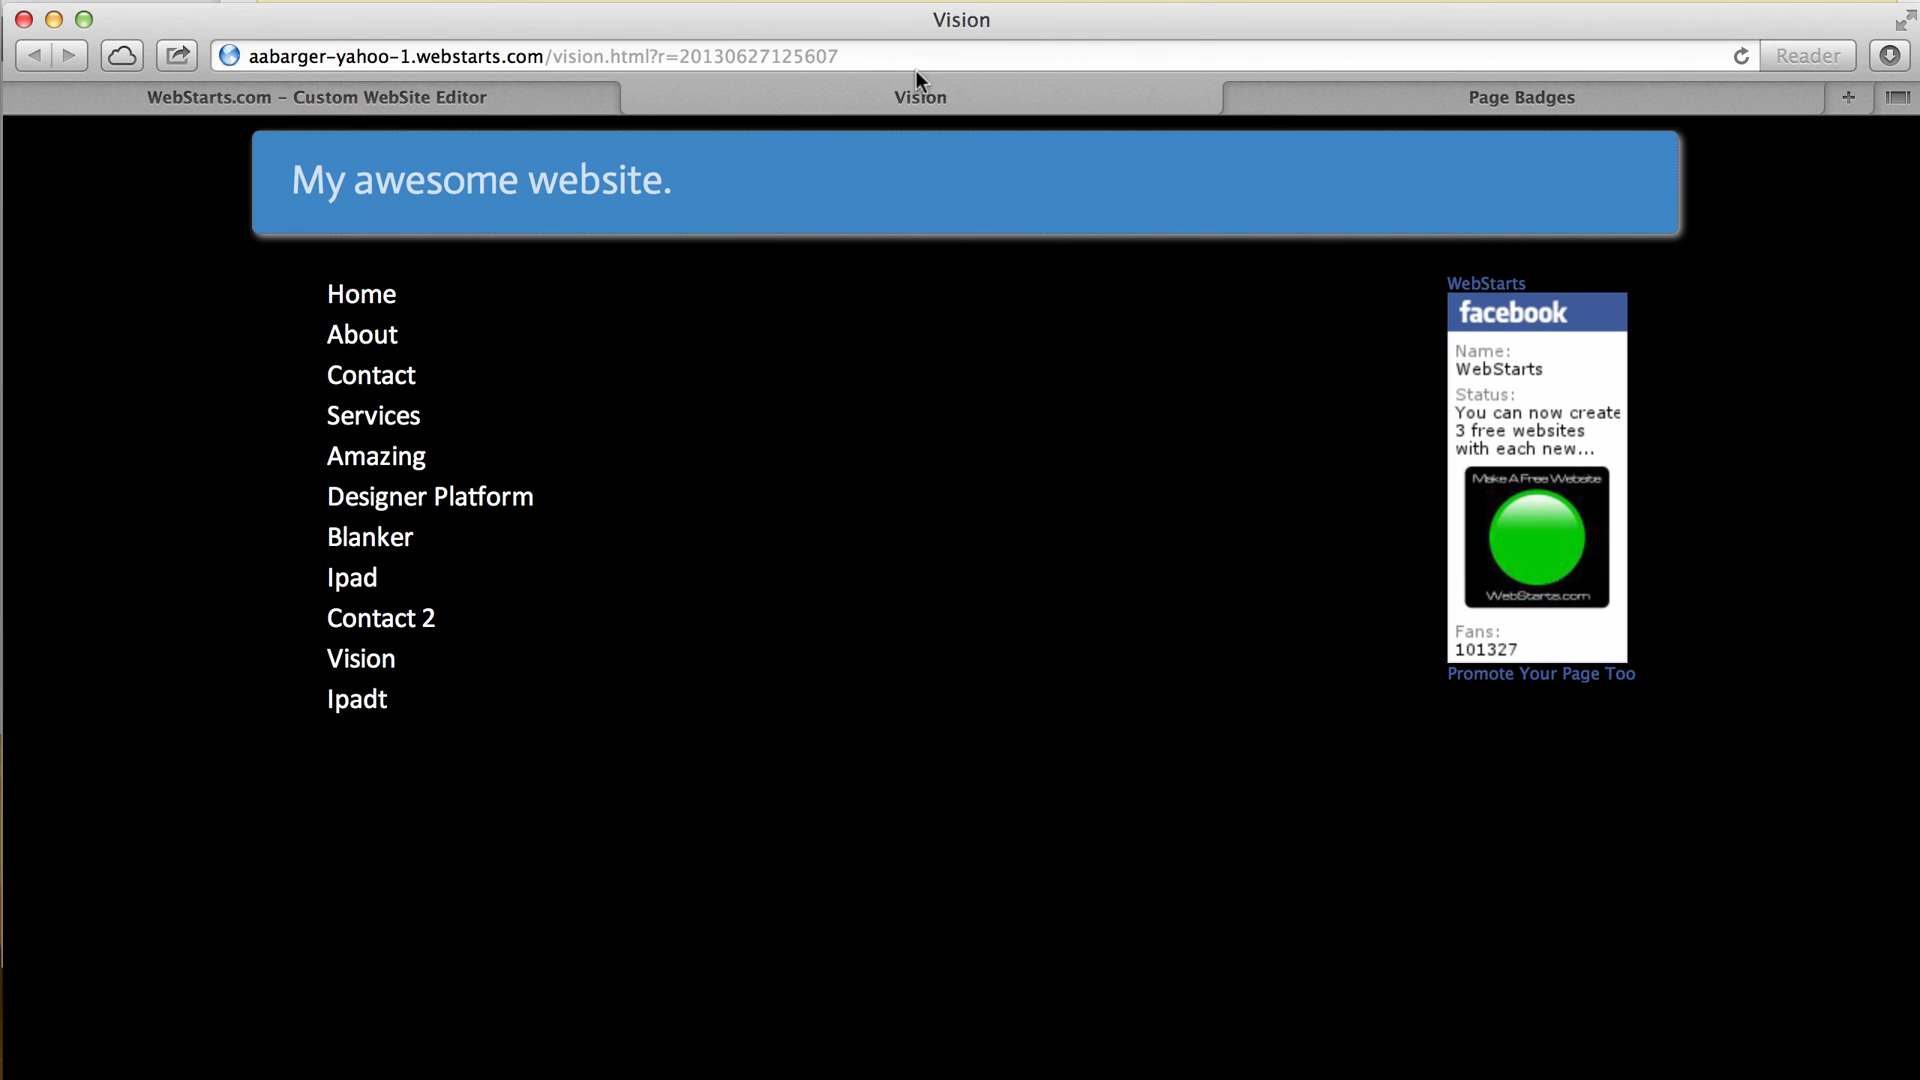 Vision
aabarger-yahoo-1.webstarts.com/vision.html?r=20130627125607
Reader
WebStarts.com – Custom WebSite Editor
Vision
Page Badges
My awesome website.
Home
About
Contact
Services
Amazing
Designer Platform
Blanker
Ipad
Contact 2
Vision
Ipadt
WebStarts
facebook
Name:
WebStarts
Status:
You can now create
3 free websites
with each new...
Make A Free Website
WebStarts.com
Fans:
101327
Promote Your Page Too